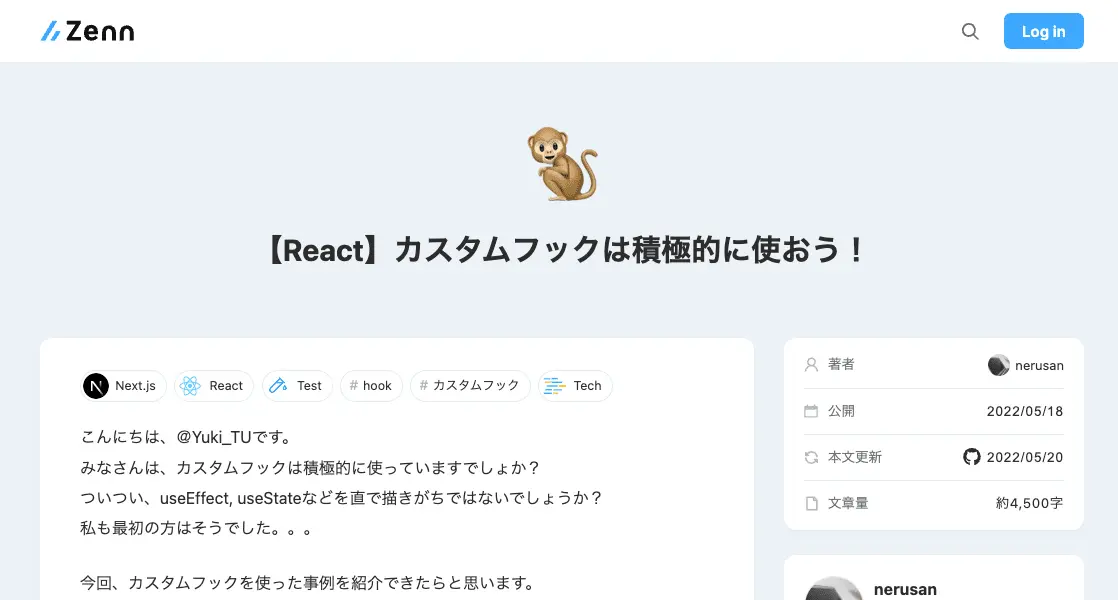 Zenn
Log in
【React】カスタムフックは積極的に使おう！
Next.js
React
Test
# hook
# カスタムフック
Tech
こんにちは、@Yuki_TUです。
みなさんは、カスタムフックは積極的に使っていますでしょか？
ついつい、useEffect, useStateなどを直で描きがちではないでしょうか？
私も最初の方はそうでした。。。
今回、カスタムフックを使った事例を紹介できたらと思います。
著者 nerusan
公開 2022/05/18
本文更新 2022/05/20
文章量 約4,500字
nerusan